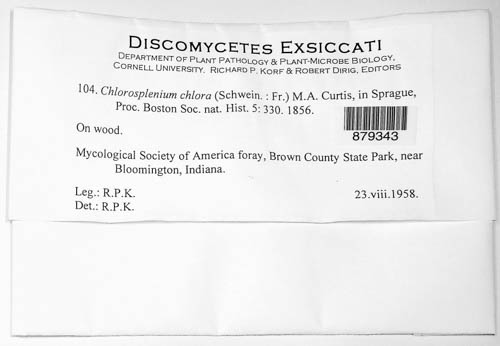 DISCOMYCETES EXSICCATI
DEPARTMENT OF PLANT PATHOLOGY & PLANT-MICROBE BIOLOGY,
CORNELL UNIVERSITY. RICHARD P. KORF & ROBERT DIRIG, EDITORS
104. Chlorosplenium chlora (Schwein. : Fr.) M.A. Curtis, in Sprague,
Proc. Boston Soc. nat. Hist. 5: 330. 1856.
On wood.
879343
Mycological Society of America foray, Brown County State Park, near
Bloomington, Indiana.
Leg.: R.P.K. 23.viii.1958.
Det.: R.P.K.